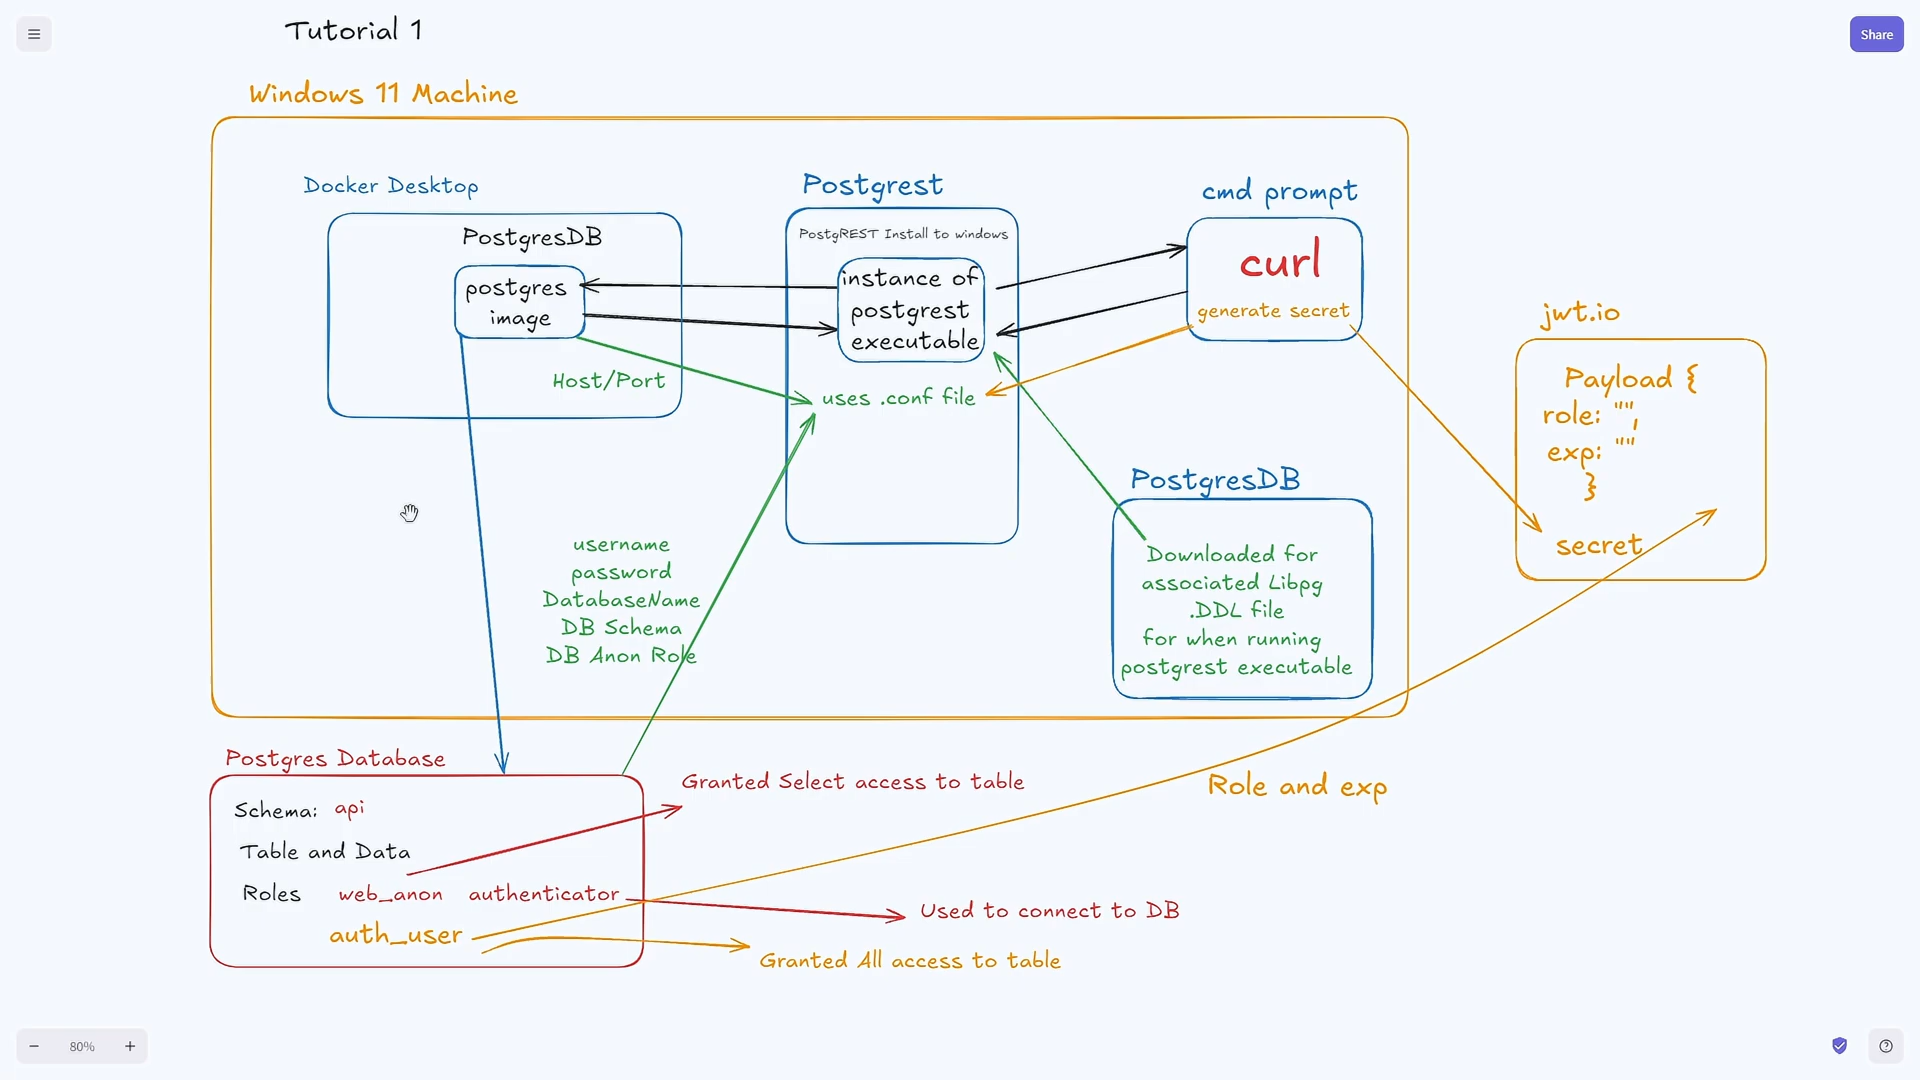 Tutorial 1
Share
Windows 11 Machine
Docker Desktop
PostgresDB
postgres
image
Host/Port
Postgrest
PostgREST Install to windows
instance of
postgrest
executable
uses .conf file
cmd prompt
curl
generate secret
jwt.io
Payload {
role: "",
exp: ""
}
secret
PostgresDB
Downloaded for
associated Libpg
.DDL file
for when running
postgrest executable
username
password
DatabaseName
DB Schema
DB Anon Role
Postgres Database
Schema: api
Table and Data
Roles web_anon authenticator
auth_user
Granted Select access to table
Role and exp
Used to connect to DB
Granted All access to table
80%